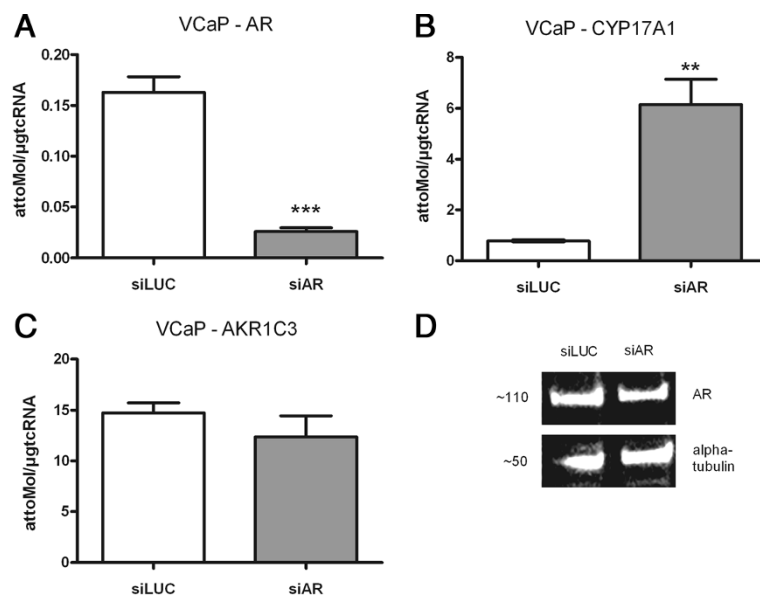 A
VCaP - AR
attoMol/µgtcRNA
0.20
0.15
0.10
0.05
0.00
***
siLUC
siAR
B
VCaP - CYP17A1
attoMol/µgtcRNA
8
6
4
2
0
**
siLUC
siAR
C
VCaP - AKR1C3
attoMol/µgtcRNA
20
15
10
5
0
siLUC
siAR
D
siLUC siAR
~110 AR
~50 alpha-
tubulin